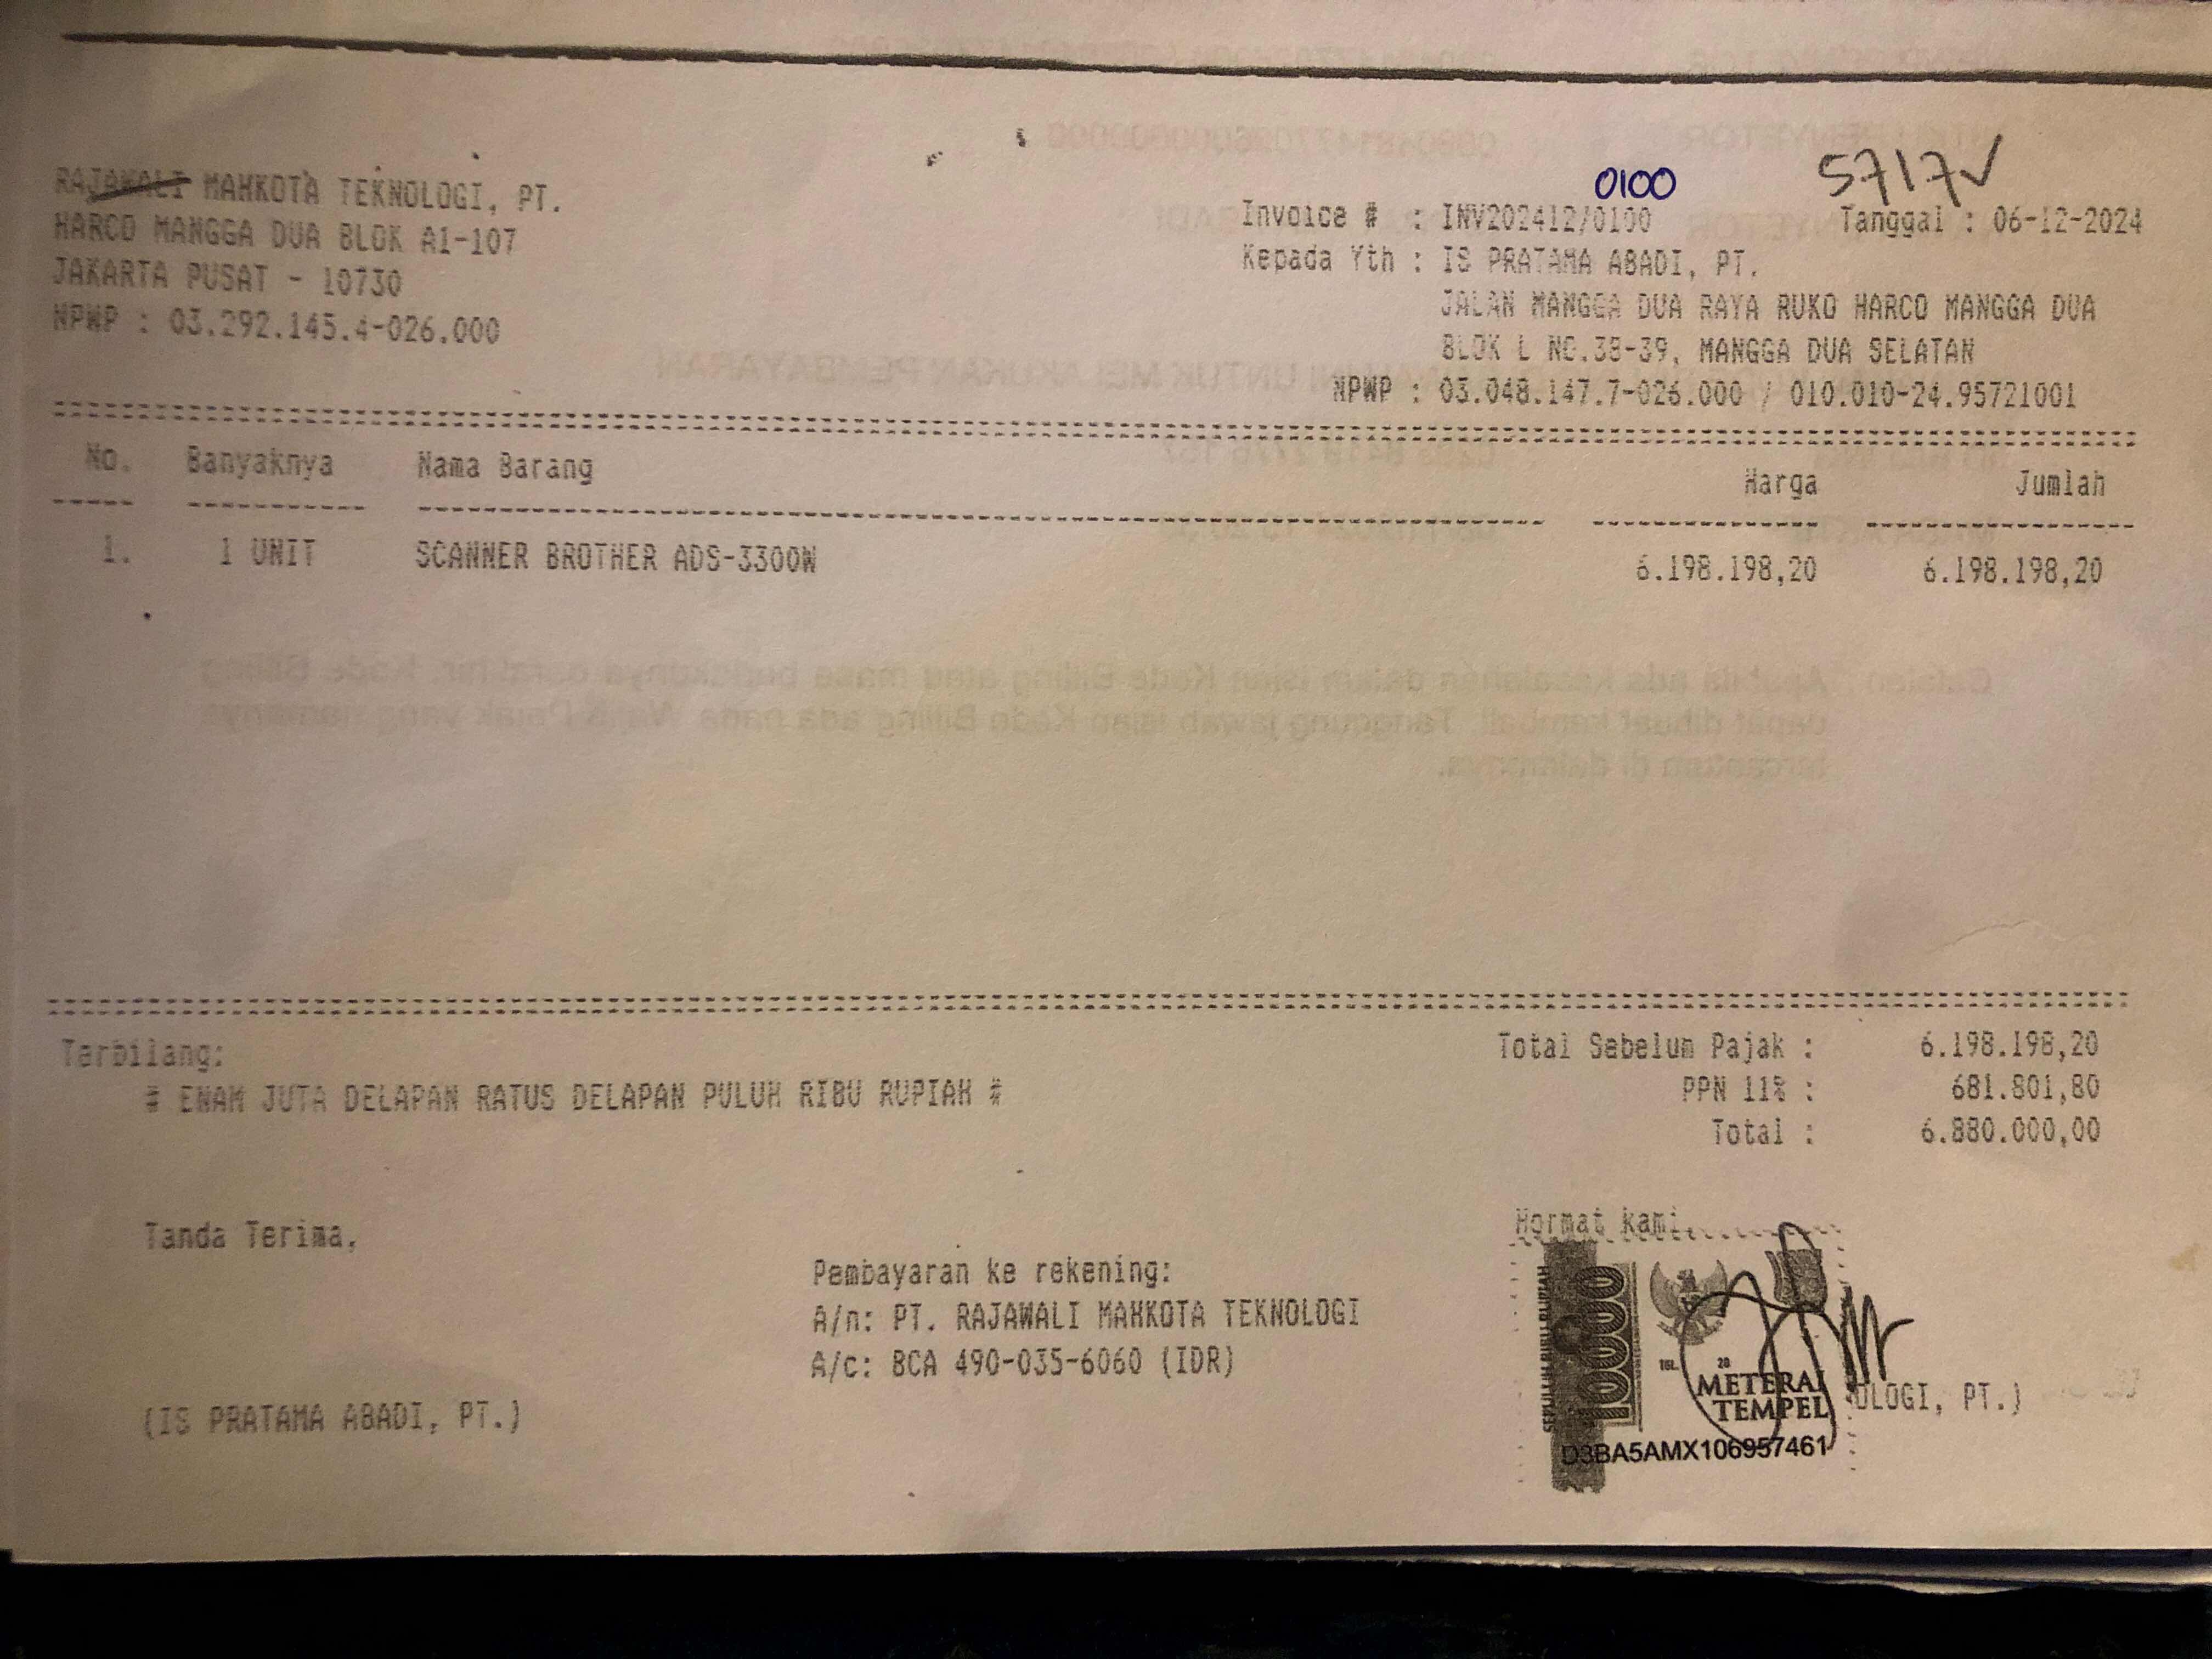 RAJAWALI MAHKOTA TEKNOLOGI, PT.
HARCO MANGGA DUA BLOK A1-107
JAKARTA PUSAT - 10730
NPWP : 03.292.145.4-026.000
0100
5717✓
Invoice # : INV202412/0100 Tanggal : 06-12-2024
Kepada Yth : IS PRATAMA ABADI, PT.
JALAN MANGGA DUA RAYA RUKO HARCO MANGGA DUA
BLOK L NO.38-39, MANGGA DUA SELATAN
NPWP : 03.048.147.7-026.000 / 010.010-24.95721001
No. Banyaknya Nama Barang Harga Jumlah
1. 1 UNIT SCANNER BROTHER ADS-3300W 6.198.198,20 6.198.198,20
Terbilang:
# ENAM JUTA DELAPAN RATUS DELAPAN PULUH RIBU RUPIAH #
Total Sebelum Pajak : 6.198.198,20
PPN 11% : 681.801,80
Total : 6.880.000,00
Tanda Terima,
(IS PRATAMA ABADI, PT.)
Pembayaran ke rekening:
A/n: PT. RAJAWALI MAHKOTA TEKNOLOGI
A/c: BCA 490-035-6060 (IDR)
Hormat kami,
SEPULUH RIBU RUPIAH
10000
TGL. 20
METERAI
TEMPEL
D3BA5AMX106957461
OLOGI, PT.)